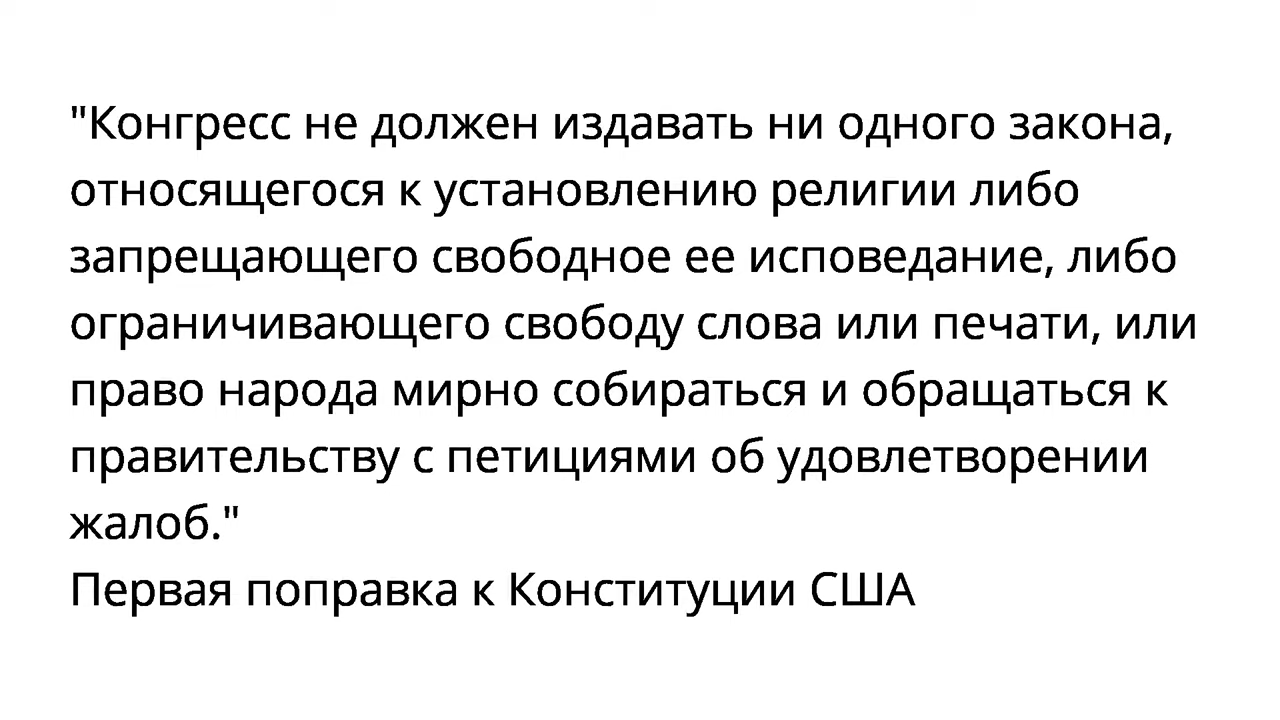 "Конгресс не должен издавать ни одного закона,
относящегося к установлению религии либо
запрещающего свободное ее исповедание, либо
ограничивающего свободу слова или печати, или
право народа мирно собираться и обращаться к
правительству с петициями об удовлетворении
жалоб."
Первая поправка к Конституции США